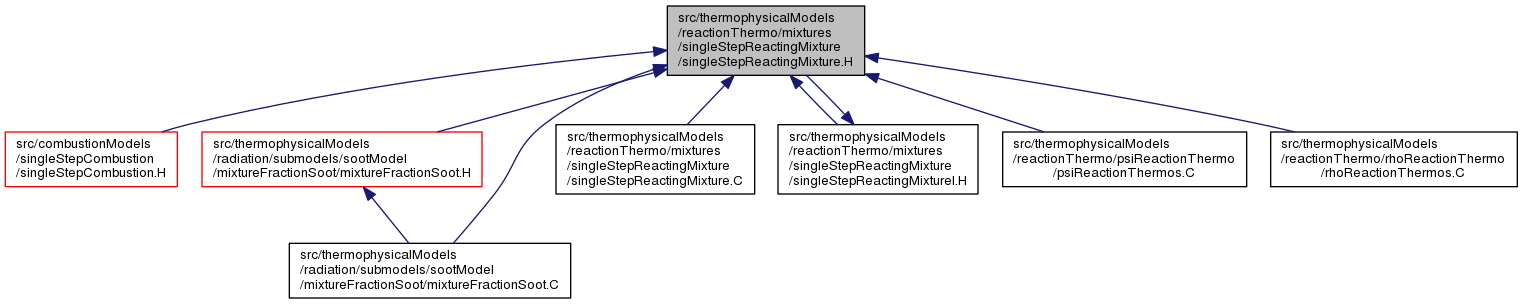 src/thermophysicalModels
/reactionThermo/mixtures
/singleStepReactingMixture
/singleStepReactingMixture.H
src/combustionModels
/singleStepCombustion
/singleStepCombustion.H
src/thermophysicalModels
/radiation/submodels/sootModel
/mixtureFractionSoot/mixtureFractionSoot.H
src/thermophysicalModels
/reactionThermo/mixtures
/singleStepReactingMixture
/singleStepReactingMixture.C
src/thermophysicalModels
/reactionThermo/mixtures
/singleStepReactingMixture
/singleStepReactingMixtureI.H
src/thermophysicalModels
/reactionThermo/psiReactionThermo
/psiReactionThermos.C
src/thermophysicalModels
/reactionThermo/rhoReactionThermo
/rhoReactionThermos.C
src/thermophysicalModels
/radiation/submodels/sootModel
/mixtureFractionSoot/mixtureFractionSoot.C